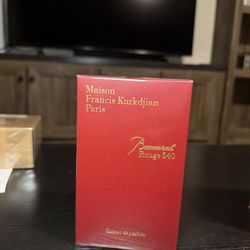 Maison
Francis Kurkdjian
Paris
Baccarat
Rouge 540
Extrait de parfum